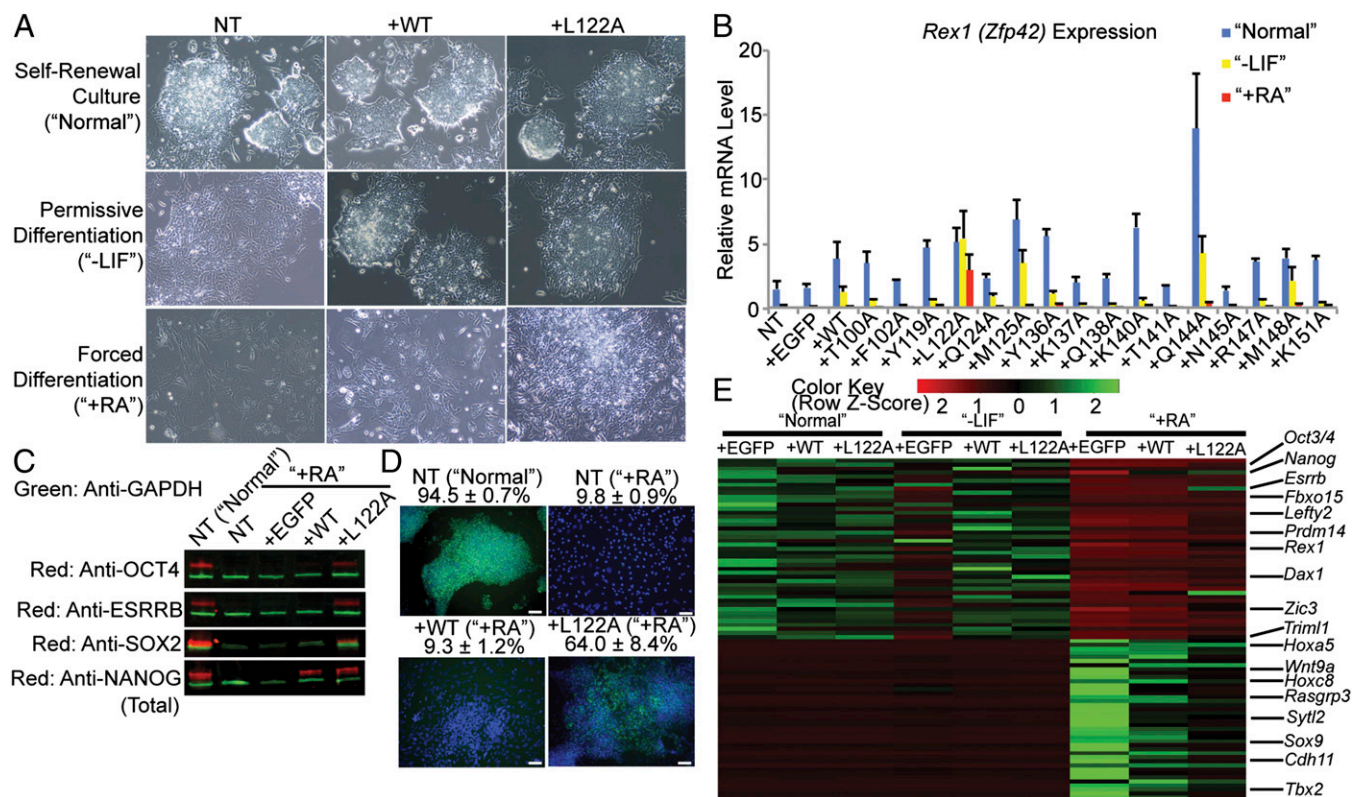 A
NT
+WT
+L122A
Self-Renewal
Culture
("Normal")
Permissive
Differentiation
("-LIF")
Forced
Differentiation
("+RA")
B
Rex1 (Zfp42) Expression
"Normal"
"-LIF"
"+RA"
Relative mRNA Level
20
15
10
5
0
NT
+EGFP
+WT
+T100A
+F102A
+Y119A
+L122A
+Q124A
+M125A
+Y136A
+K137A
+Q138A
+K140A
+T141A
+Q144A
+N145A
+R147A
+M148A
+K151A
C
Green: Anti-GAPDH
"+RA"
NT ("Normal")
NT
+EGFP
+WT
+L122A
Red: Anti-OCT4
Red: Anti-ESRRB
Red: Anti-SOX2
Red: Anti-NANOG
(Total)
D
NT ("Normal")
94.5 ± 0.7%
NT ("+RA")
9.8 ± 0.9%
+WT ("+RA")
9.3 ± 1.2%
+L122A ("+RA")
64.0 ± 8.4%
E
Color Key
(Row Z-Score)
2 1 0 1 2
"Normal"
"-LIF"
"+RA"
+EGFP +WT +L122A +EGFP +WT +L122A +EGFP +WT +L122A
Oct3/4
Nanog
Esrrb
Fbxo15
Lefty2
Prdm14
Rex1
Dax1
Zic3
Triml1
Hoxa5
Wnt9a
Hoxc8
Rasgrp3
Sytl2
Sox9
Cdh11
Tbx2